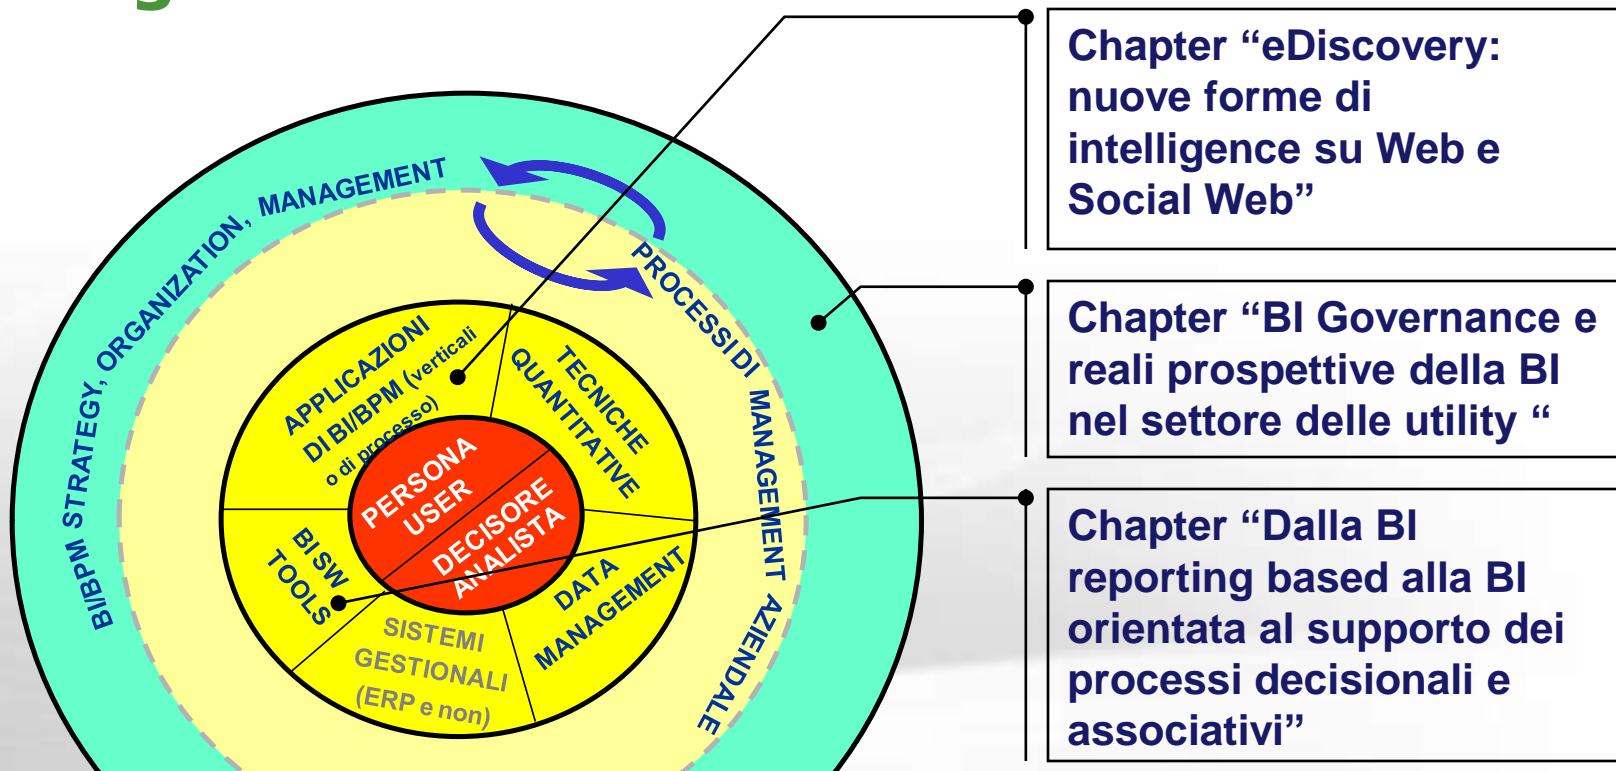 g
BI/BPM STRATEGY, ORGANIZATION, MANAGEMENT
PROCESSI DI MANAGEMENT AZIENDALE
APPLICAZIONI
DI BI/BPM (verticali
o di processo)
TECNICHE
QUANTITATIVE
PERSONA
USER
DECISORE
ANALISTA
BI SW
TOOLS
DATA
MANAGEMENT
SISTEMI
GESTIONALI
(ERP e non)
Chapter “eDiscovery:
nuove forme di
intelligence su Web e
Social Web”
Chapter “BI Governance e
reali prospettive della BI
nel settore delle utility “
Chapter “Dalla BI
reporting based alla BI
orientata al supporto dei
processi decisionali e
associativi”